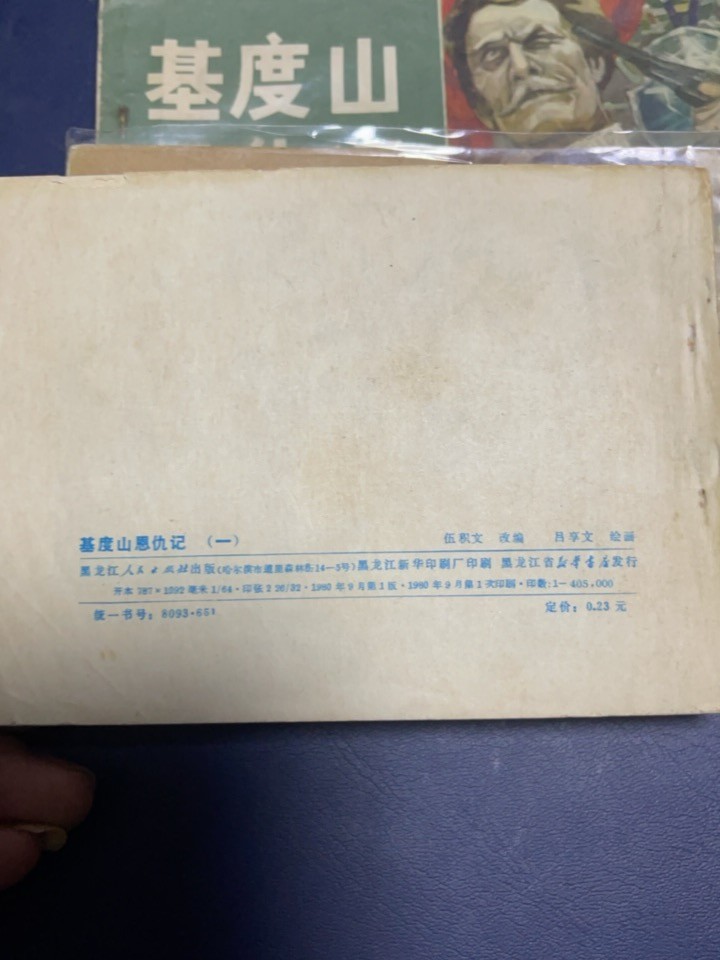 基度山
基度山恩仇记 （一） 伍积文 改编 吕享文 绘画
黑龙江人民出版社出版（哈尔滨市道里森林街14—5号）黑龙江新华印刷厂印刷 黑龙江省新华书店发行
开本 787×1092 毫米 1/64·印张 2 26/32·1980 年 9 月第 1 版·1980 年 9 月第 1 次印刷·印数：1—405,000
统一书号：8093·651 定价：0.23 元